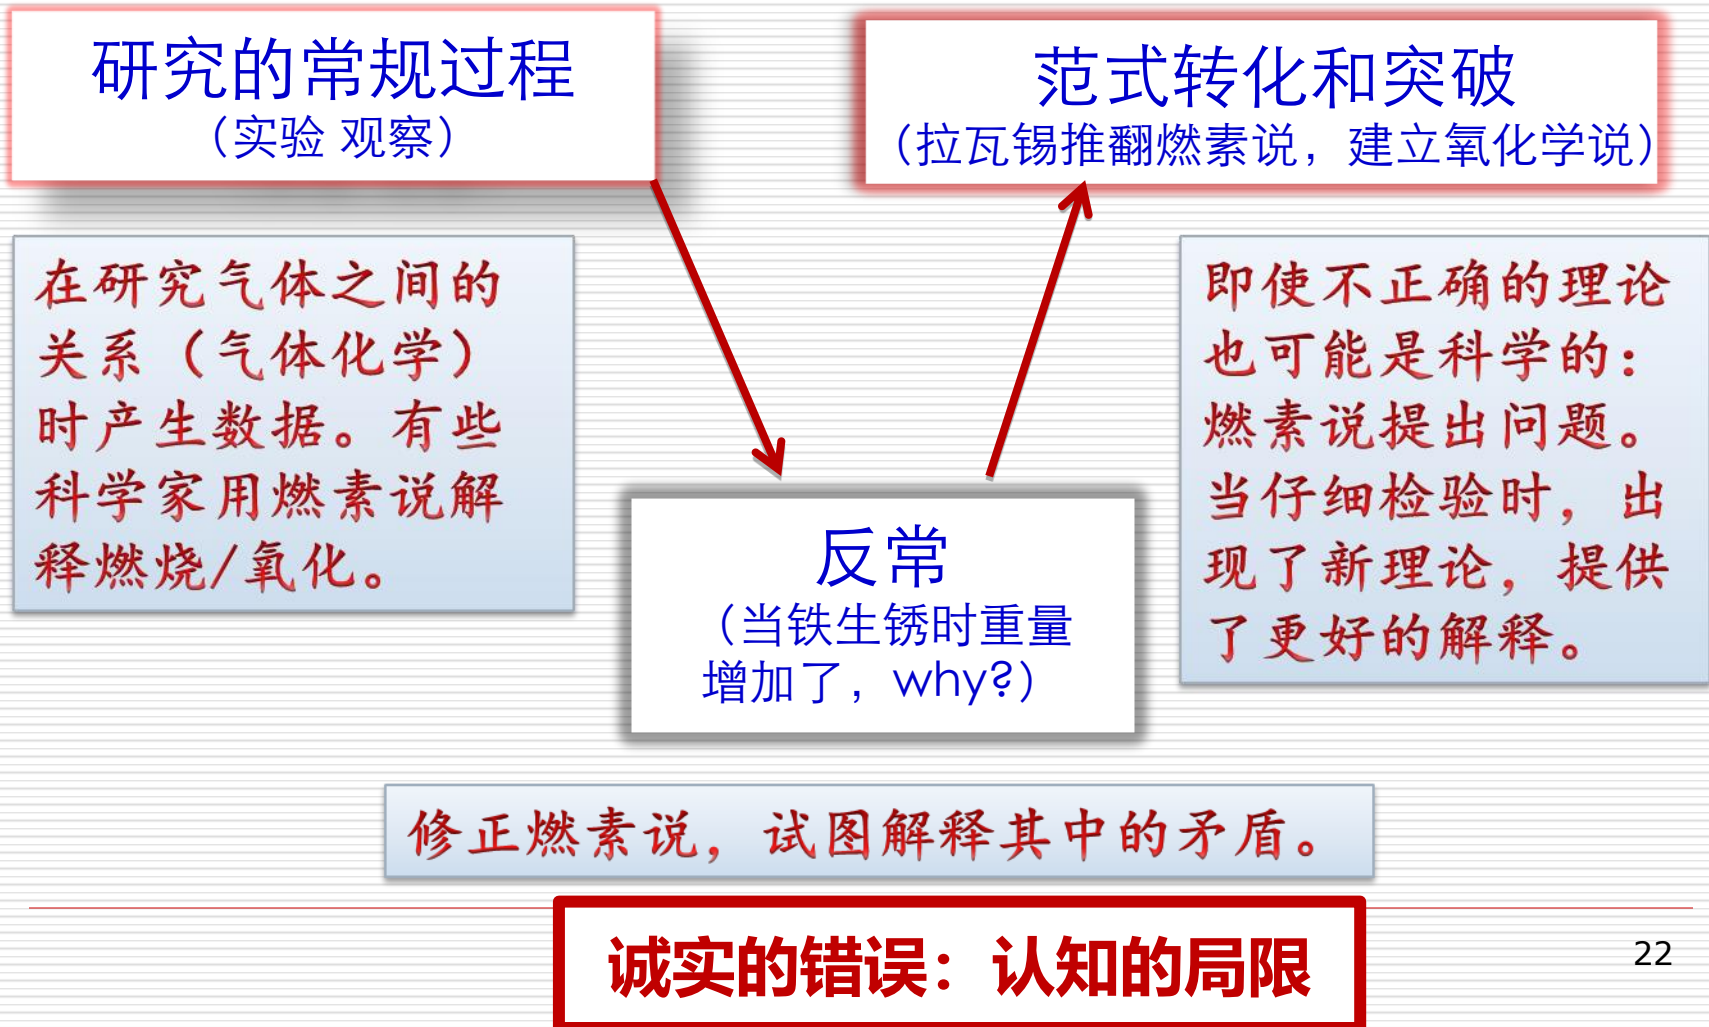 研究的常规过程
（实验 观察）
范式转化和突破
（拉瓦锡推翻燃素说，建立氧化学说）
在研究气体之间的
关系（气体化学）
时产生数据。有些
科学家用燃素说解
释燃烧/氧化。
即使不正确的理论
也可能是科学的：
燃素说提出问题。
当仔细检验时，出
现了新理论，提供
了更好的解释。
反常
（当铁生锈时重量
增加了，why?）
修正燃素说，试图解释其中的矛盾。
诚实的错误：认知的局限
22